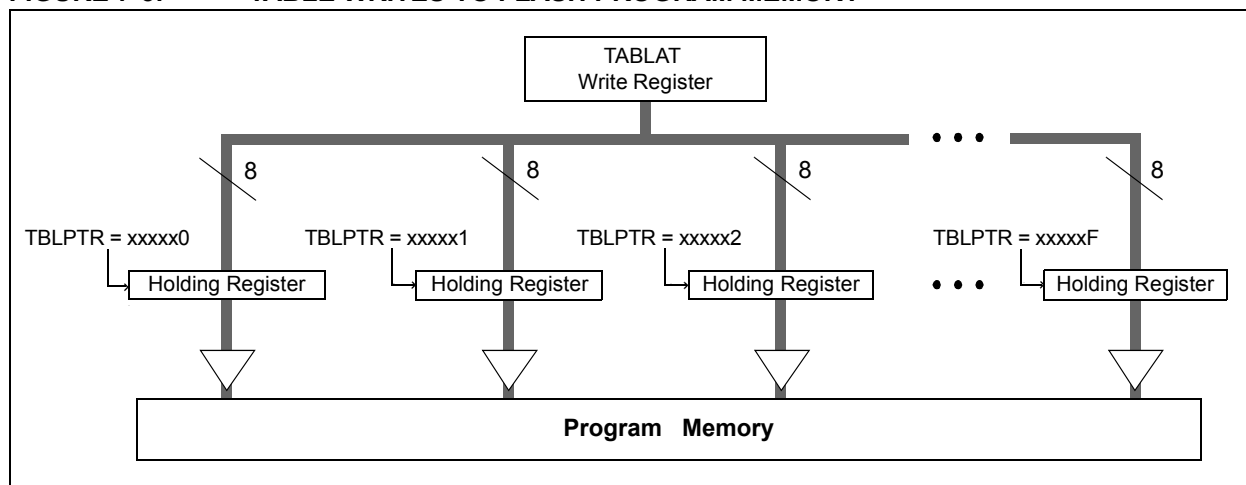 TABLAT
Write Register
8
8
8
8
TBLPTR = xxxxx0
TBLPTR = xxxxx1
TBLPTR = xxxxx2
TBLPTR = xxxxxF
Holding Register
Holding Register
Holding Register
Holding Register
Program Memory